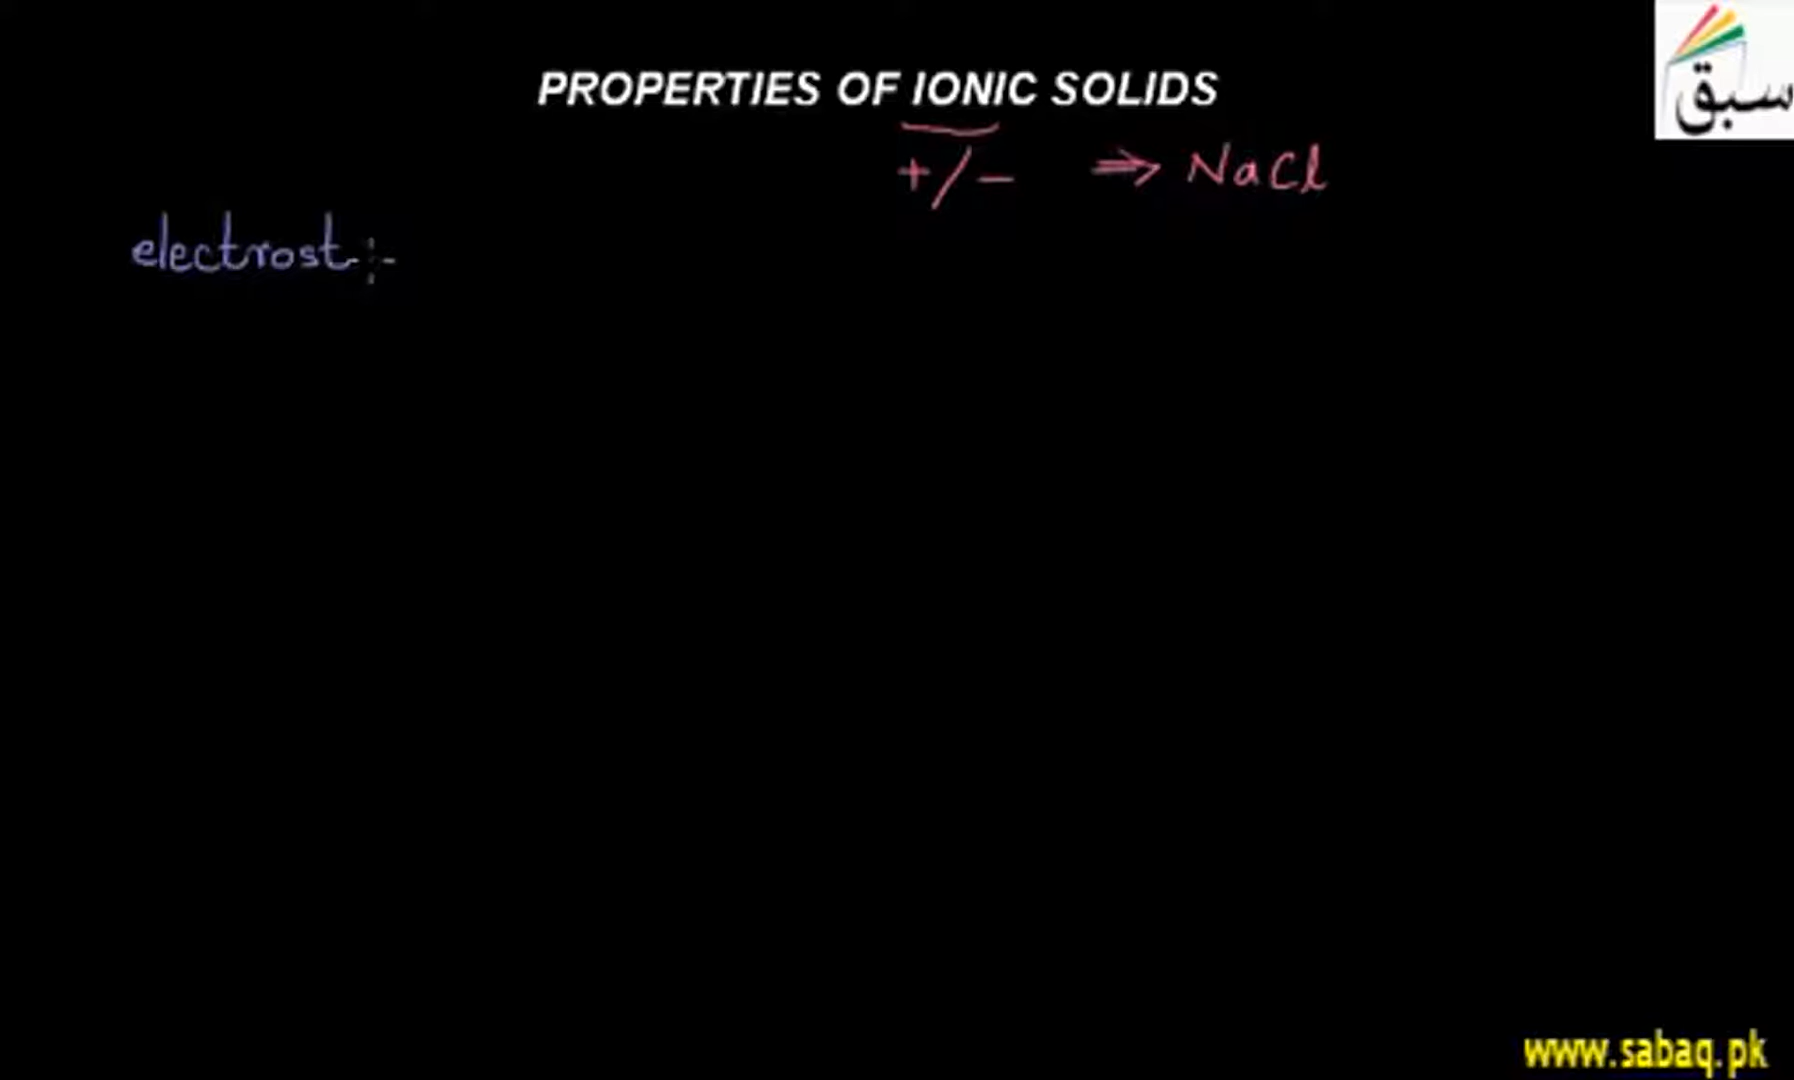 سبق
PROPERTIES OF IONIC SOLIDS
+/- ⇒ NaCl
electrost
www.sabaq.pk